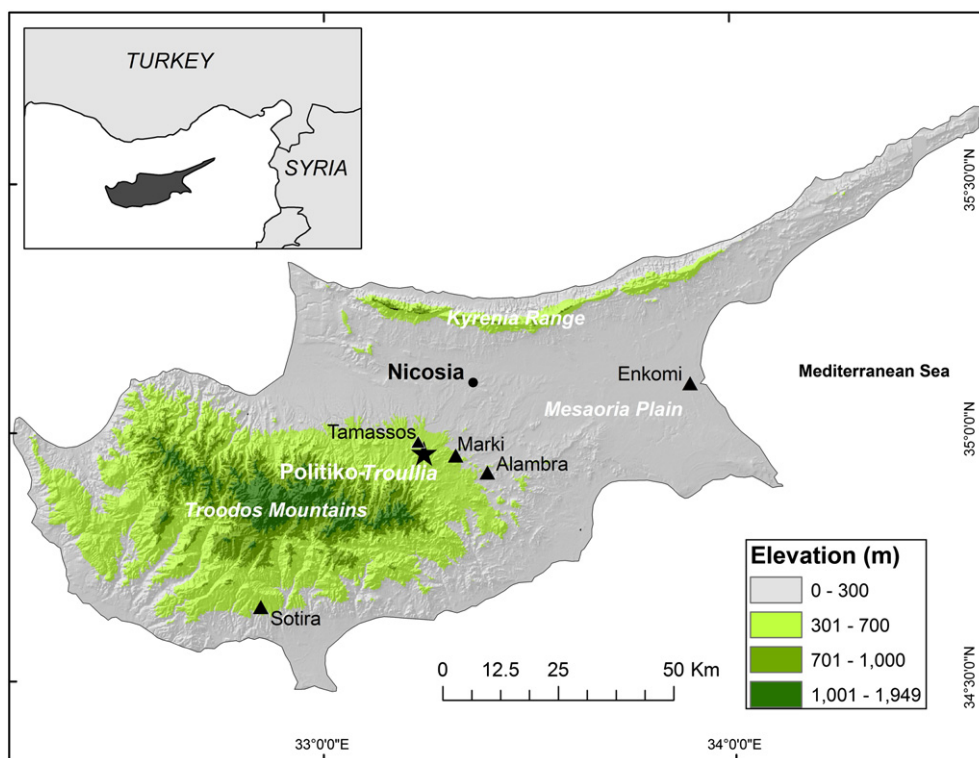 TURKEY
SYRIA
35°30'0"N
Kyrenia Range
Nicosia
Enkomi
Mediterranean Sea
Mesaoria Plain
35°0'0"N
Tamassos
Marki
Politiko-Troullia
Alambra
Troodos Mountains
Sotira
Elevation (m)
0 - 300
301 - 700
701 - 1,000
1,001 - 1,949
0 12.5 25 50 Km
34°30'0"N
33°0'0"E
34°0'0"E